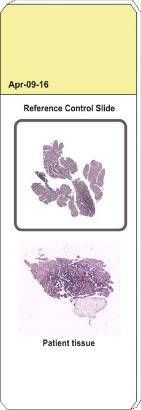 Apr-09-16
Reference Control Slide
Patient tissue